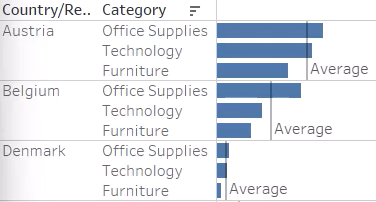 Country/Re.. Category
Austria Office Supplies
Technology
Furniture Average
Belgium Office Supplies
Technology
Furniture Average
Denmark Office Supplies
Technology
Furniture Average